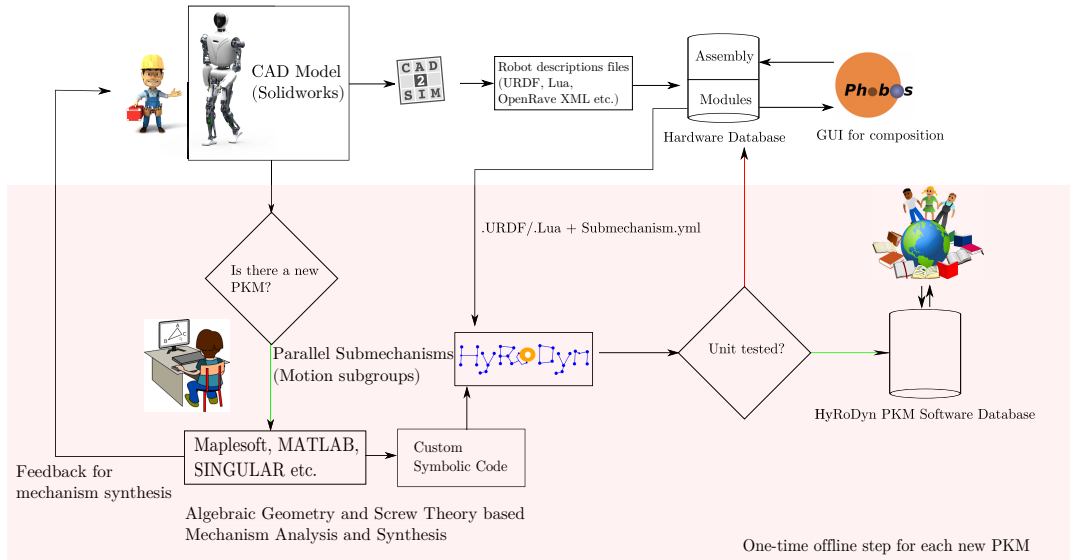 CAD Model
(Solidworks)
CAD
2
SIM
Robot descriptions files
(URDF, Lua,
OpenRave XML etc.)
Assembly
Modules
Hardware Database
Phobos
GUI for composition
.URDF/.Lua + Submechanism.yml
Is there a new
PKM?
A
B
C
Parallel Submechanisms
(Motion subgroups)
HyRoDyn
Unit tested?
HyRoDyn PKM Software Database
Maplesoft, MATLAB,
SINGULAR etc.
Custom
Symbolic Code
Feedback for
mechanism synthesis
Algebraic Geometry and Screw Theory based
Mechanism Analysis and Synthesis
One-time offline step for each new PKM